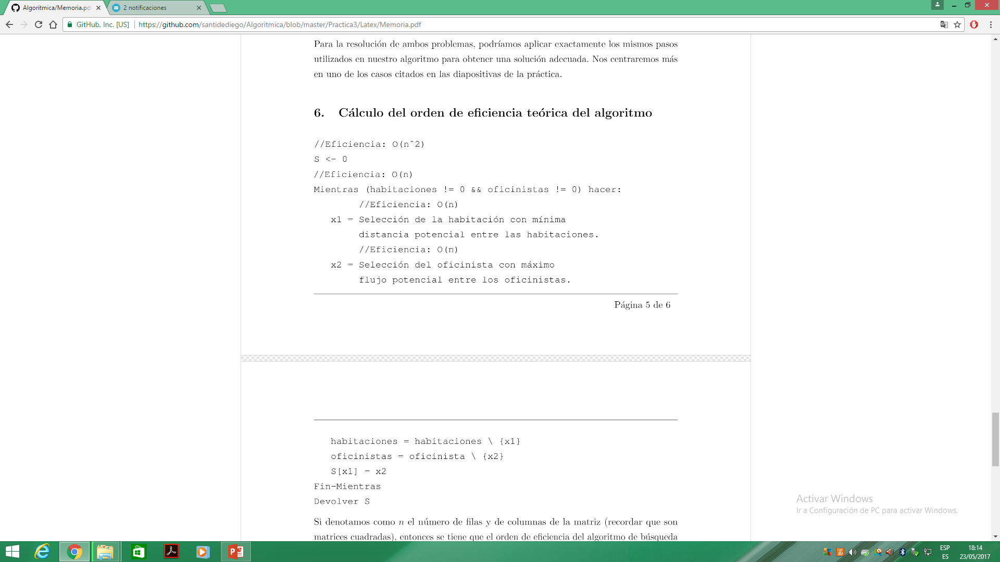 Algoritmica/Memoria.pd
2 notificaciones
GitHub, Inc. [US]
https://github.com/santidediego/Algoritmica/blob/master/Practica3/Latex/Memoria.pdf
Para la resolución de ambos problemas, podríamos aplicar exactamente los mismos pasos
utilizados en nuestro algoritmo para obtener una solución adecuada. Nos centraremos más
en uno de los casos citados en las diapositivas de la práctica.
6. Cálculo del orden de eficiencia teórica del algoritmo
//Eficiencia: O(n^2)
S <- 0
//Eficiencia: O(n)
Mientras (habitaciones != 0 && oficinistas != 0) hacer:
//Eficiencia: O(n)
x1 = Selección de la habitación con mínima
distancia potencial entre las habitaciones.
//Eficiencia: O(n)
x2 = Selección del oficinista con máximo
flujo potencial entre los oficinistas.
Página 5 de 6
habitaciones = habitaciones \ {x1}
oficinistas = oficinista \ {x2}
S[x1] = x2
Fin-Mientras
Devolver S
Si denotamos como n el número de filas y de columnas de la matriz (recordar que son
matrices cuadradas), entonces se tiene que el orden de eficiencia del algoritmo de búsqueda
Activar Windows
Ir a Configuración de PC para activar Windows.
ESP
ES
18:14
23/05/2017